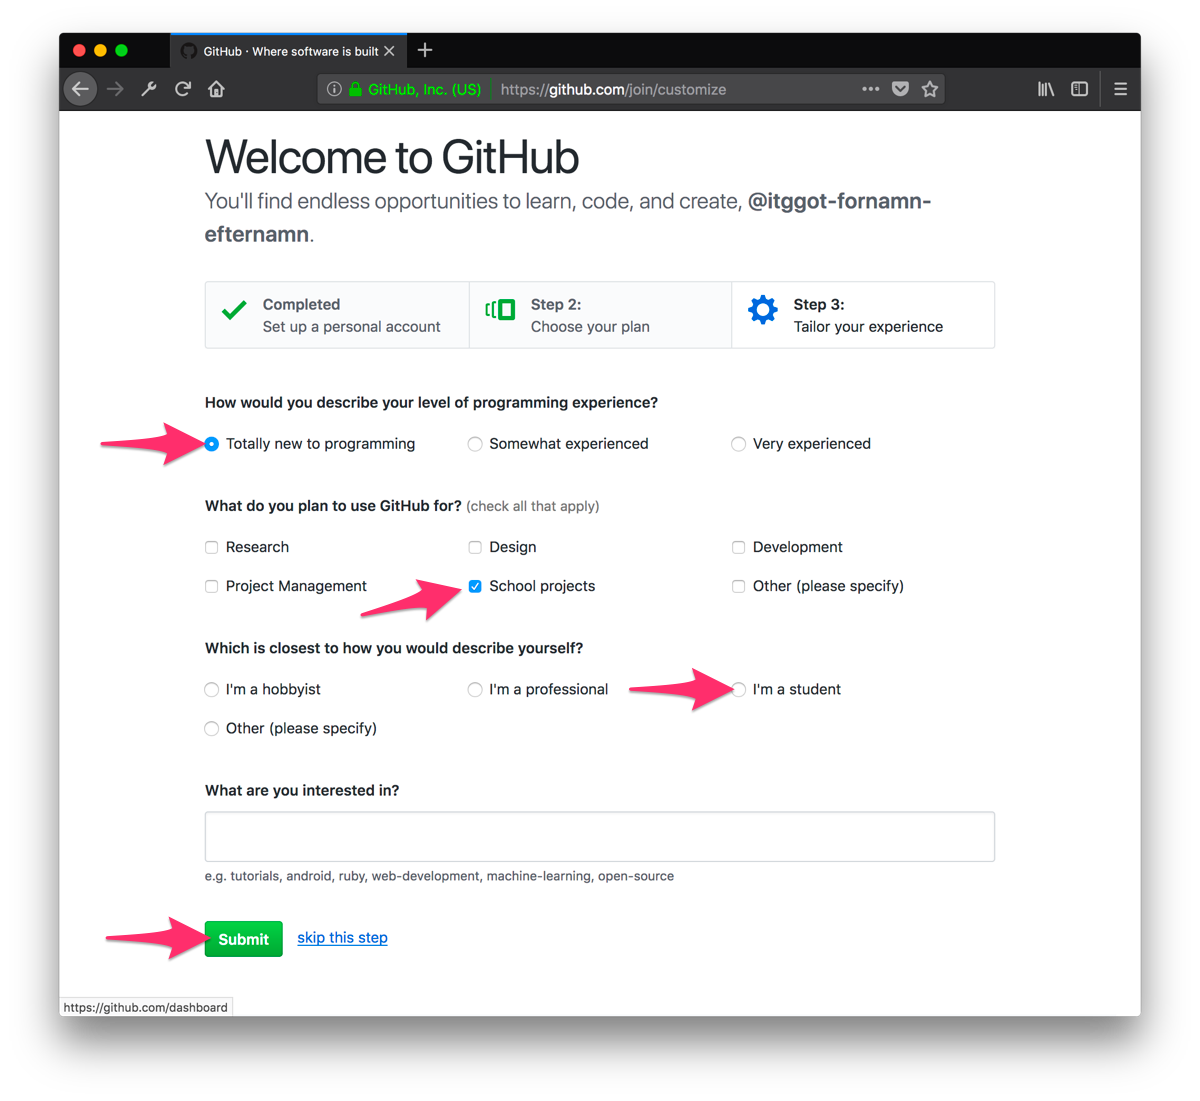 GitHub · Where software is built
GitHub, Inc. (US) https://github.com/join/customize
Welcome to GitHub
You'll find endless opportunities to learn, code, and create, @itggot-fornamn-
efternamn.
Completed
Set up a personal account
Step 2:
Choose your plan
Step 3:
Tailor your experience
How would you describe your level of programming experience?
Totally new to programming
Somewhat experienced
Very experienced
What do you plan to use GitHub for? (check all that apply)
Research
Design
Development
Project Management
School projects
Other (please specify)
Which is closest to how you would describe yourself?
I'm a hobbyist
I'm a professional
I'm a student
Other (please specify)
What are you interested in?
e.g. tutorials, android, ruby, web-development, machine-learning, open-source
Submit
skip this step
https://github.com/dashboard